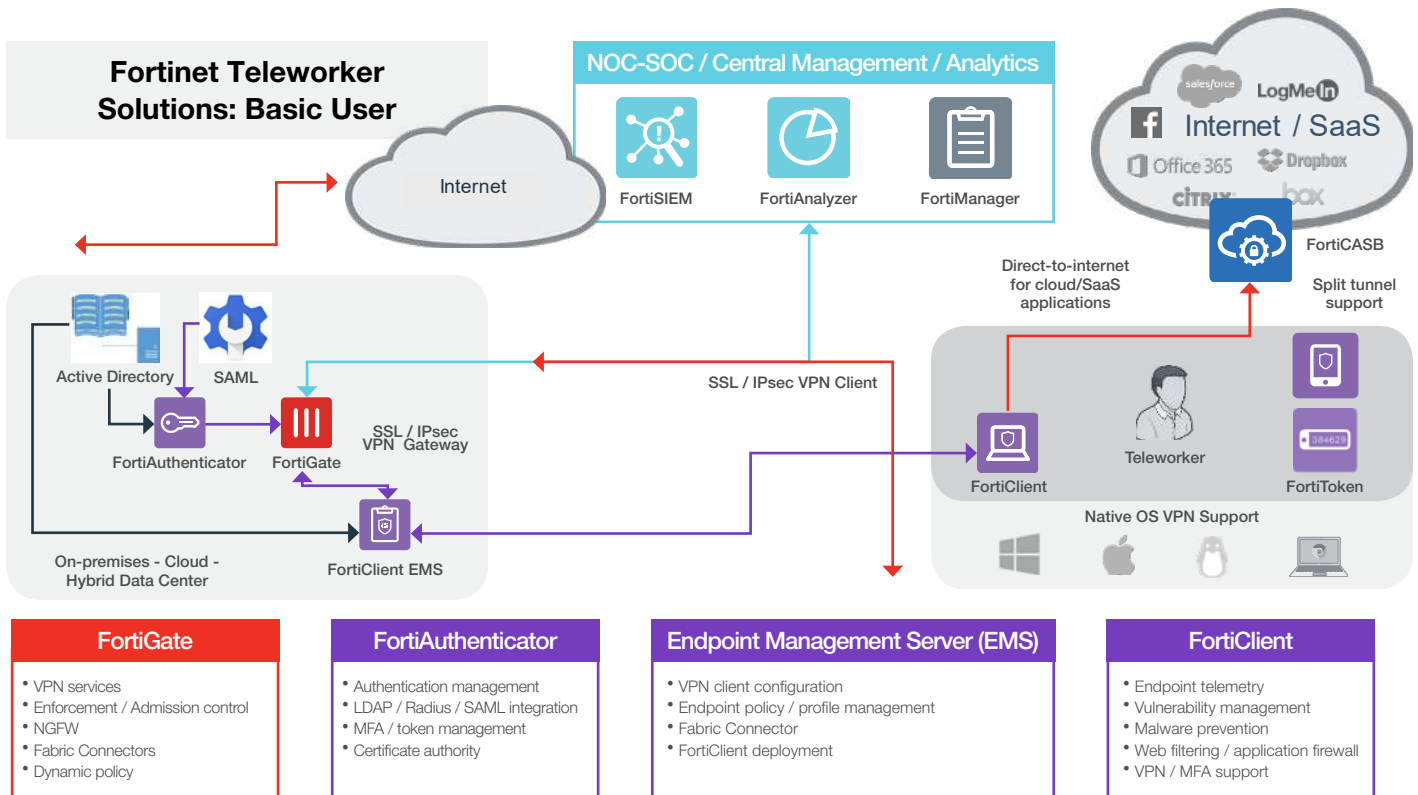 Fortinet Teleworker
Solutions: Basic User
Internet
NOC-SOC / Central Management / Analytics
FortiSIEM
FortiAnalyzer
FortiManager
salesforce
LogMeIn
Internet / SaaS
Office 365
Dropbox
CITRIX
box
FortiCASB
Direct-to-internet
for cloud/SaaS
applications
Split tunnel
support
Active Directory
SAML
FortiAuthenticator
FortiGate
SSL / IPsec
VPN Gateway
FortiClient EMS
On-premises - Cloud -
Hybrid Data Center
SSL / IPsec VPN Client
FortiClient
Teleworker
384629
FortiToken
Native OS VPN Support
FortiGate
• VPN services
• Enforcement / Admission control
• NGFW
• Fabric Connectors
• Dynamic policy
FortiAuthenticator
• Authentication management
• LDAP / Radius / SAML integration
• MFA / token management
• Certificate authority
Endpoint Management Server (EMS)
• VPN client configuration
• Endpoint policy / profile management
• Fabric Connector
• FortiClient deployment
FortiClient
• Endpoint telemetry
• Vulnerability management
• Malware prevention
• Web filtering / application firewall
• VPN / MFA support